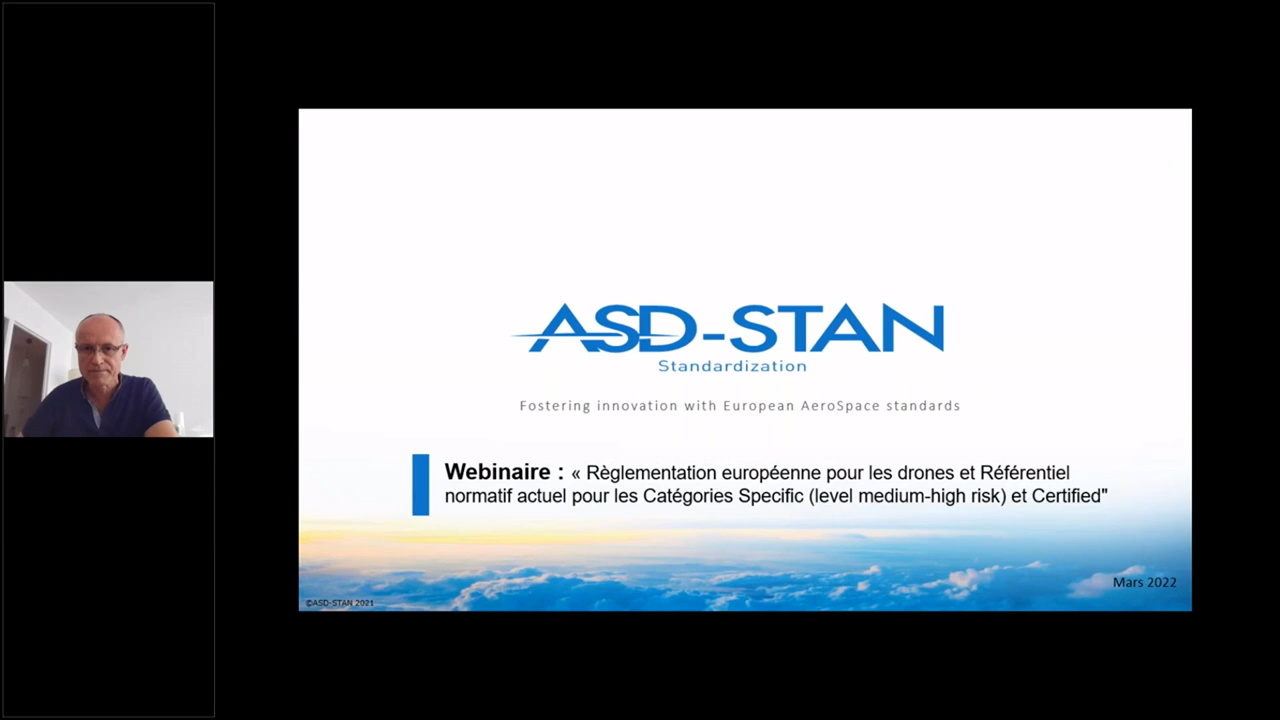 ASD-STAN
Standardization
Fostering innovation with European AeroSpace standards
Webinaire : « Règlementation européenne pour les drones et Référentiel
normatif actuel pour les Catégories Specific (level medium-high risk) et Certified"
Mars 2022
©ASD-STAN 2021